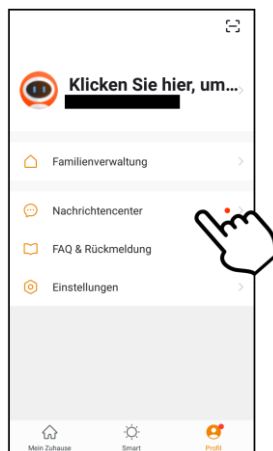 Klicken Sie hier, um...
Familienverwaltung
Nachrichtencenter
FAQ & Rückmeldung
Einstellungen
Mein Zuhause Smart Profil